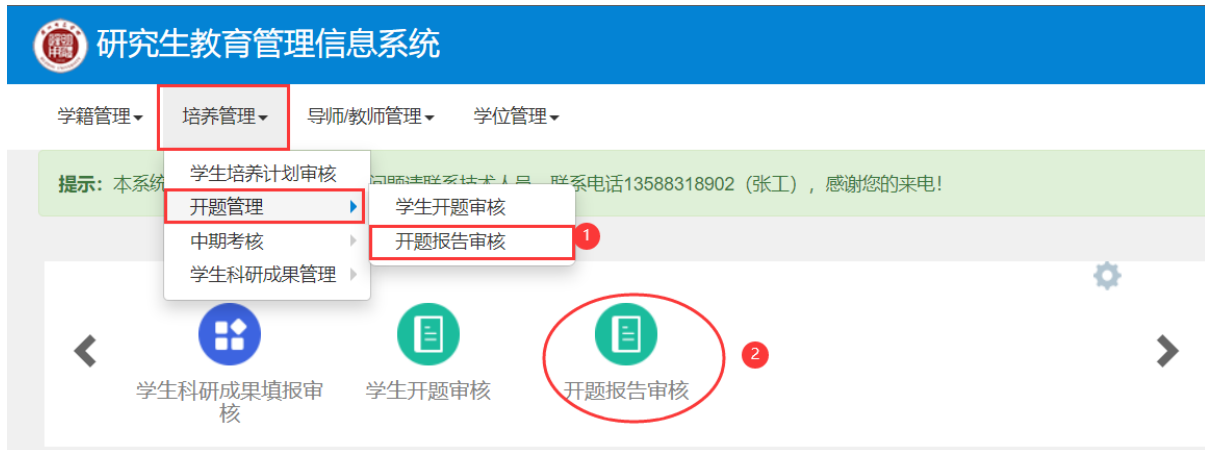 研究生教育管理信息系统
学籍管理 培养管理 导师/教师管理 学位管理
学生培养计划审核
提示：本系统 问题请联系技术人员，联系电话13588318902（张工），感谢您的来电！
开题管理 学生开题审核
中期考核 开题报告审核 1
学生科研成果管理
2
学生科研成果填报审核 学生开题审核 开题报告审核